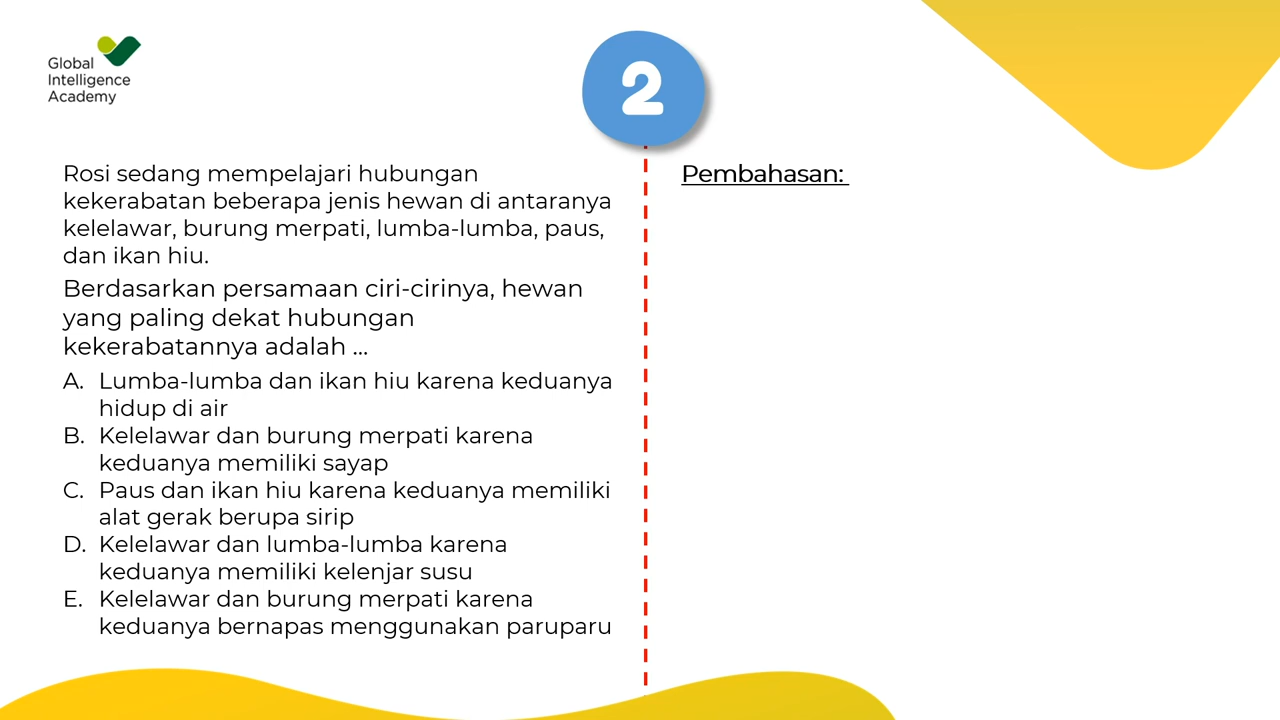 Global
Intelligence
Academy
2
Rosi sedang mempelajari hubungan
kekerabatan beberapa jenis hewan di antaranya
kelelawar, burung merpati, lumba-lumba, paus,
dan ikan hiu.
Berdasarkan persamaan ciri-cirinya, hewan
yang paling dekat hubungan
kekerabatannya adalah ...
A. Lumba-lumba dan ikan hiu karena keduanya
hidup di air
B. Kelelawar dan burung merpati karena
keduanya memiliki sayap
C. Paus dan ikan hiu karena keduanya memiliki
alat gerak berupa sirip
D. Kelelawar dan lumba-lumba karena
keduanya memiliki kelenjar susu
E. Kelelawar dan burung merpati karena
keduanya bernapas menggunakan paruparu
Pembahasan: